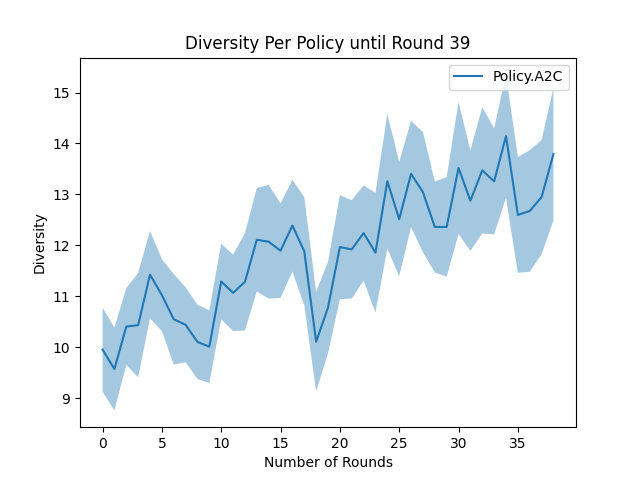 Diversity Per Policy until Round 39
Policy.A2C
15
14
13
12
11
10
9
Diversity
0 5 10 15 20 25 30 35
Number of Rounds